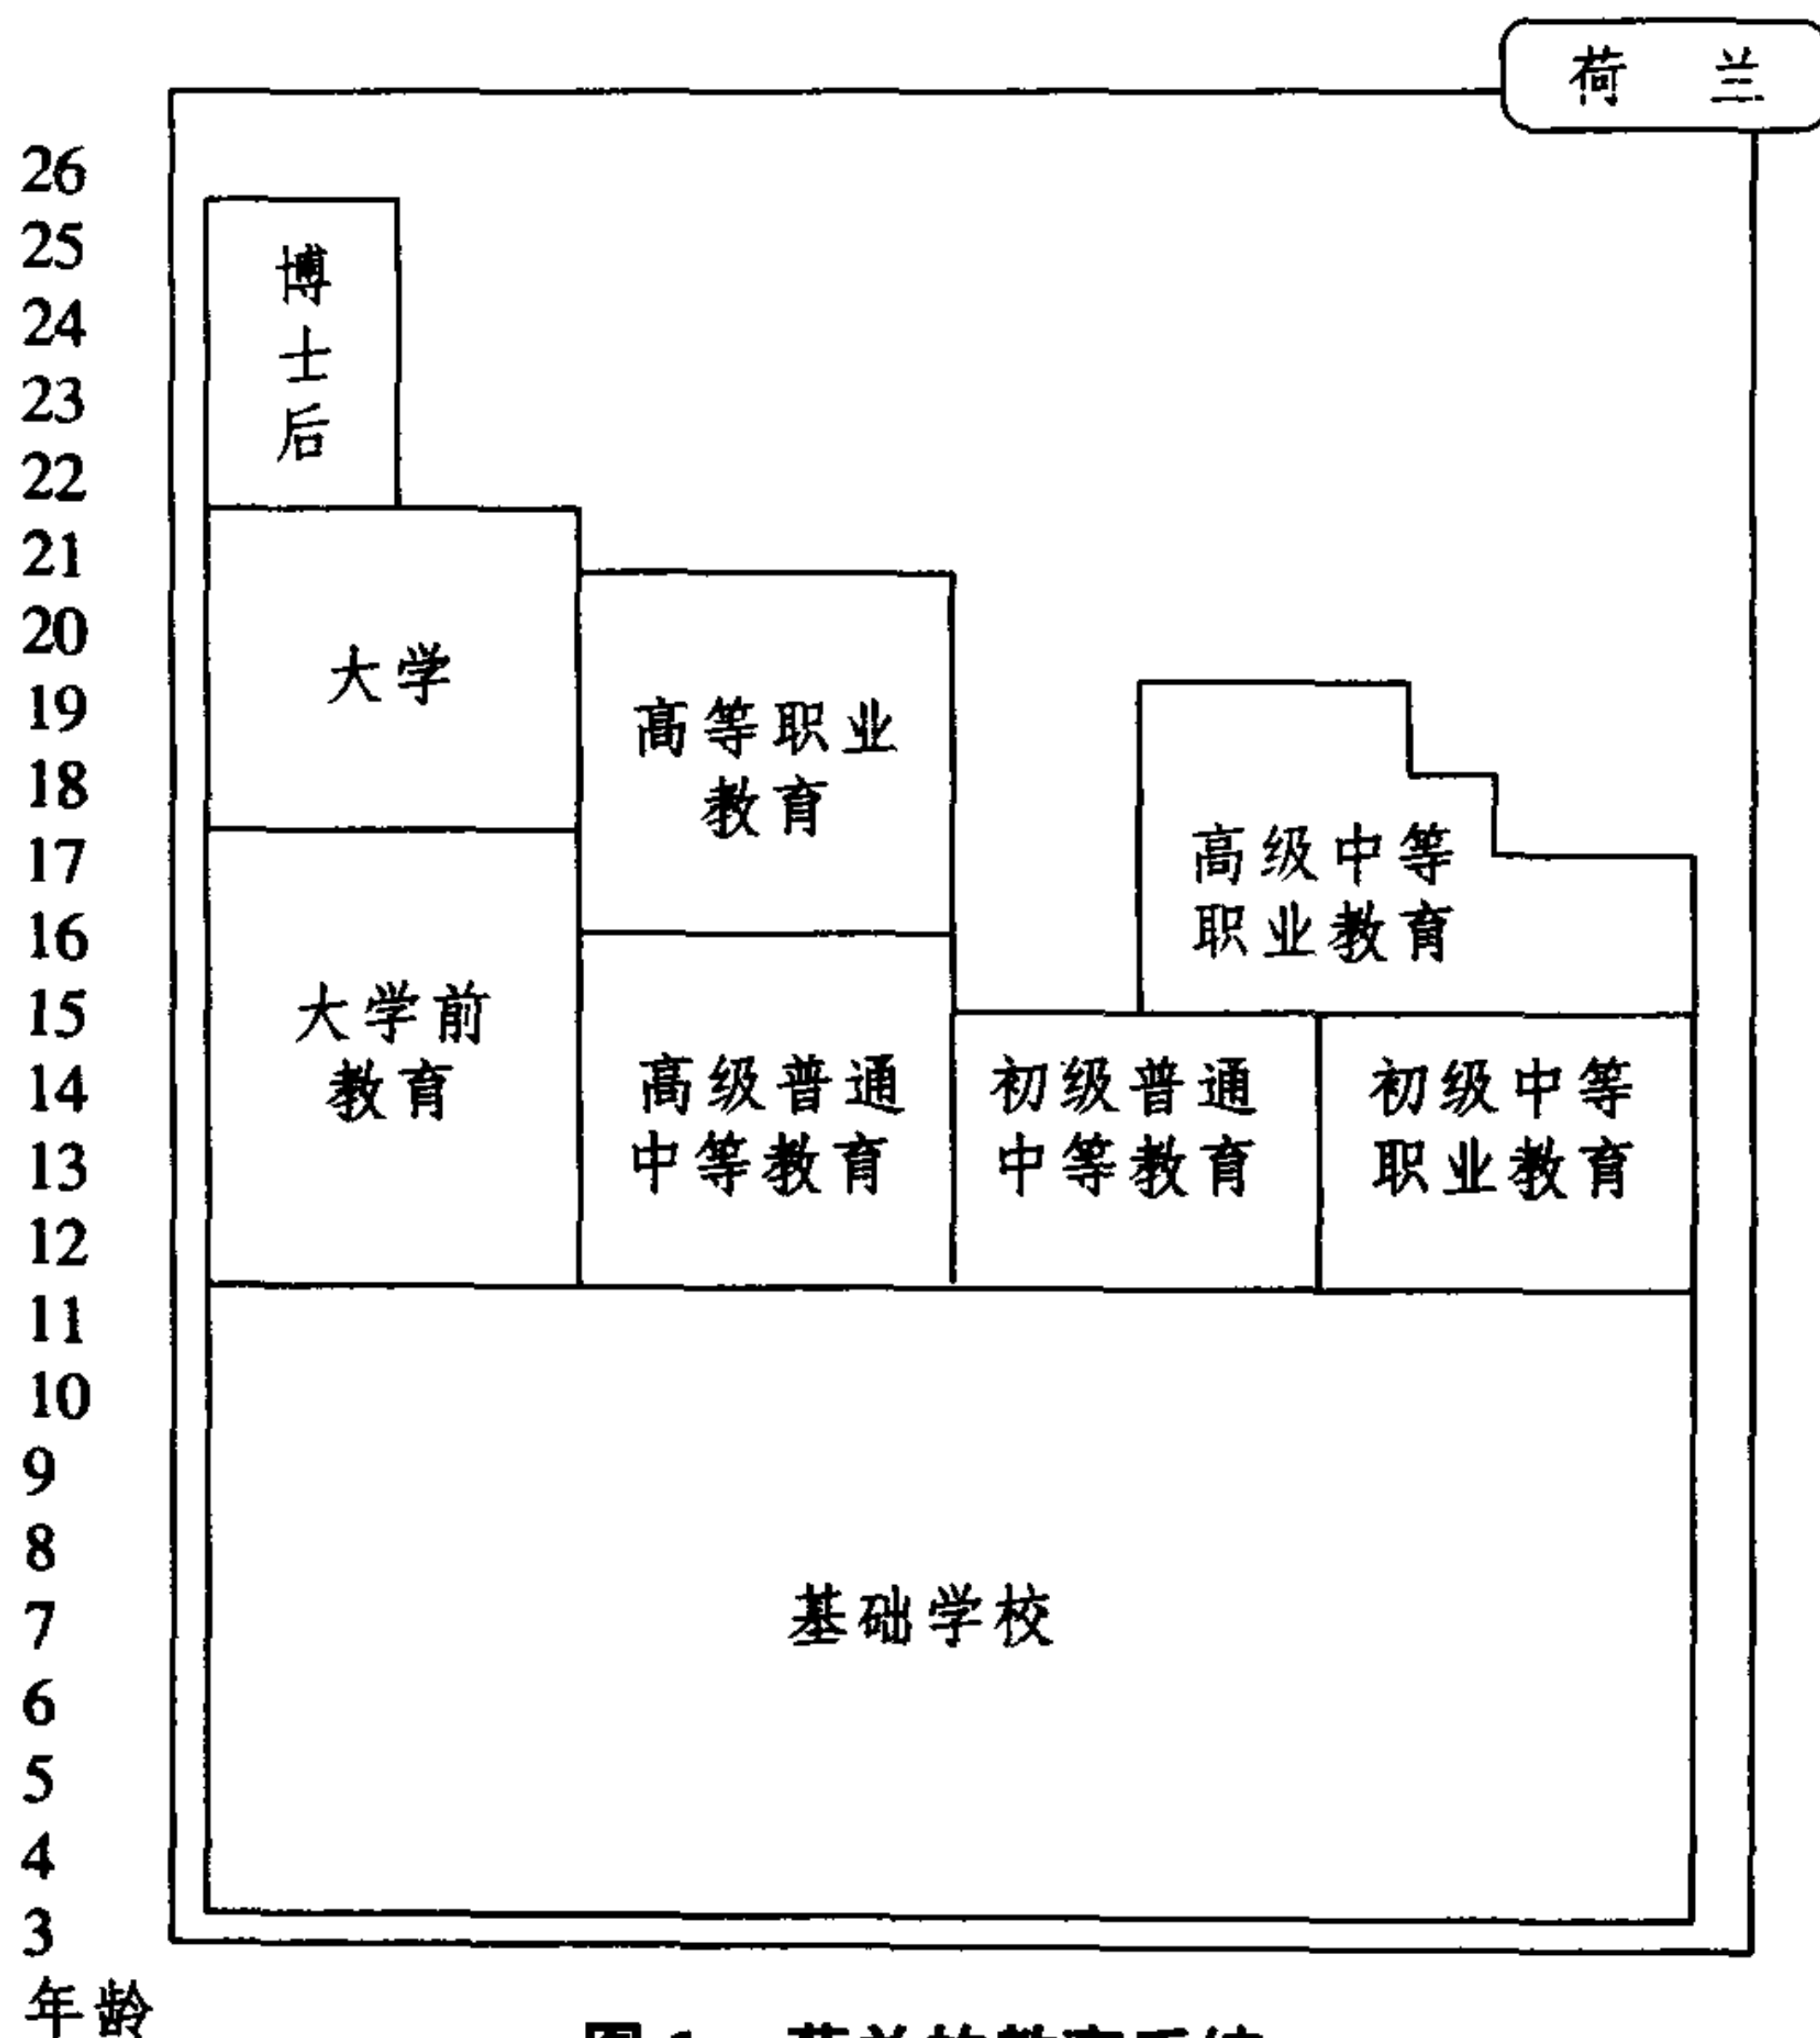 荷 兰
26
25
24
23
22
21
20
19
18
17
16
15
14
13
12
11
10
9
8
7
6
5
4
3
年龄
博
士
后
大学
高等职业
教育
高级中等
职业教育
大学前
教育
高级普通
中等教育
初级普通
中等教育
初级中等
职业教育
基础学校